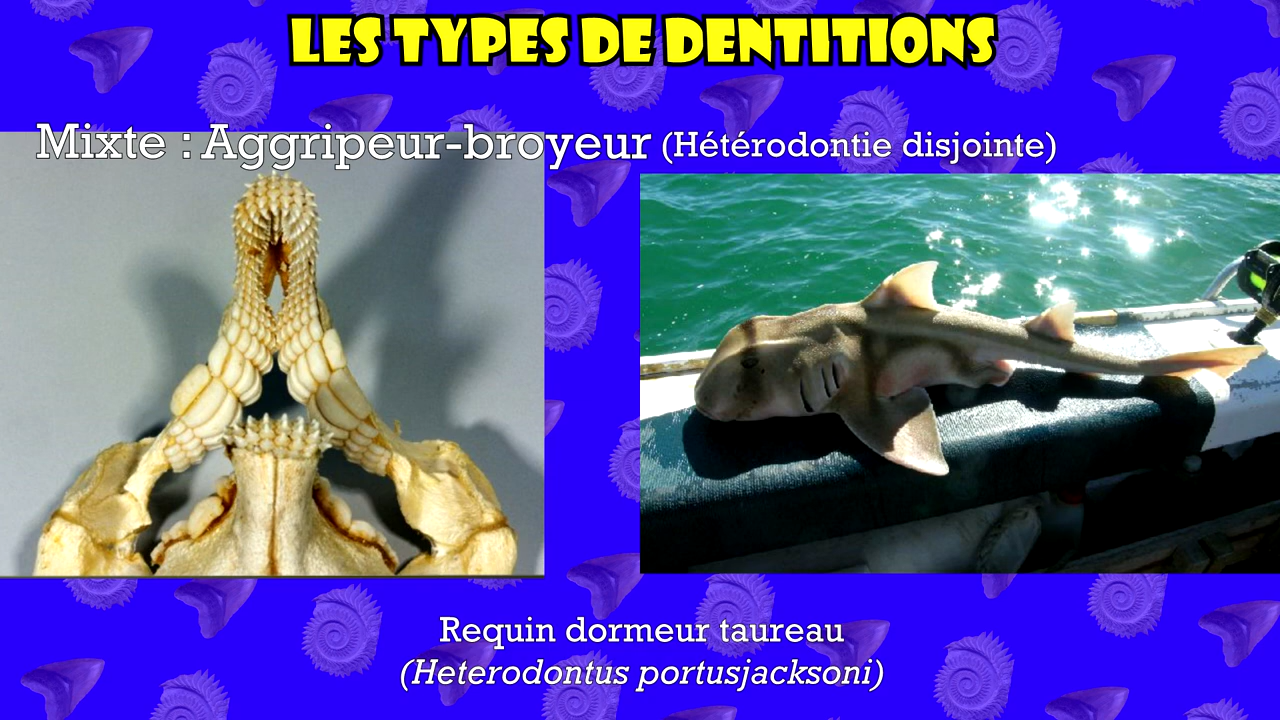 LES TYPES DE DENTITIONS
Mixte : Aggripeur-broyeur (Hétérodontie disjointe)
Requin dormeur taureau
(Heterodontus portusjacksoni)